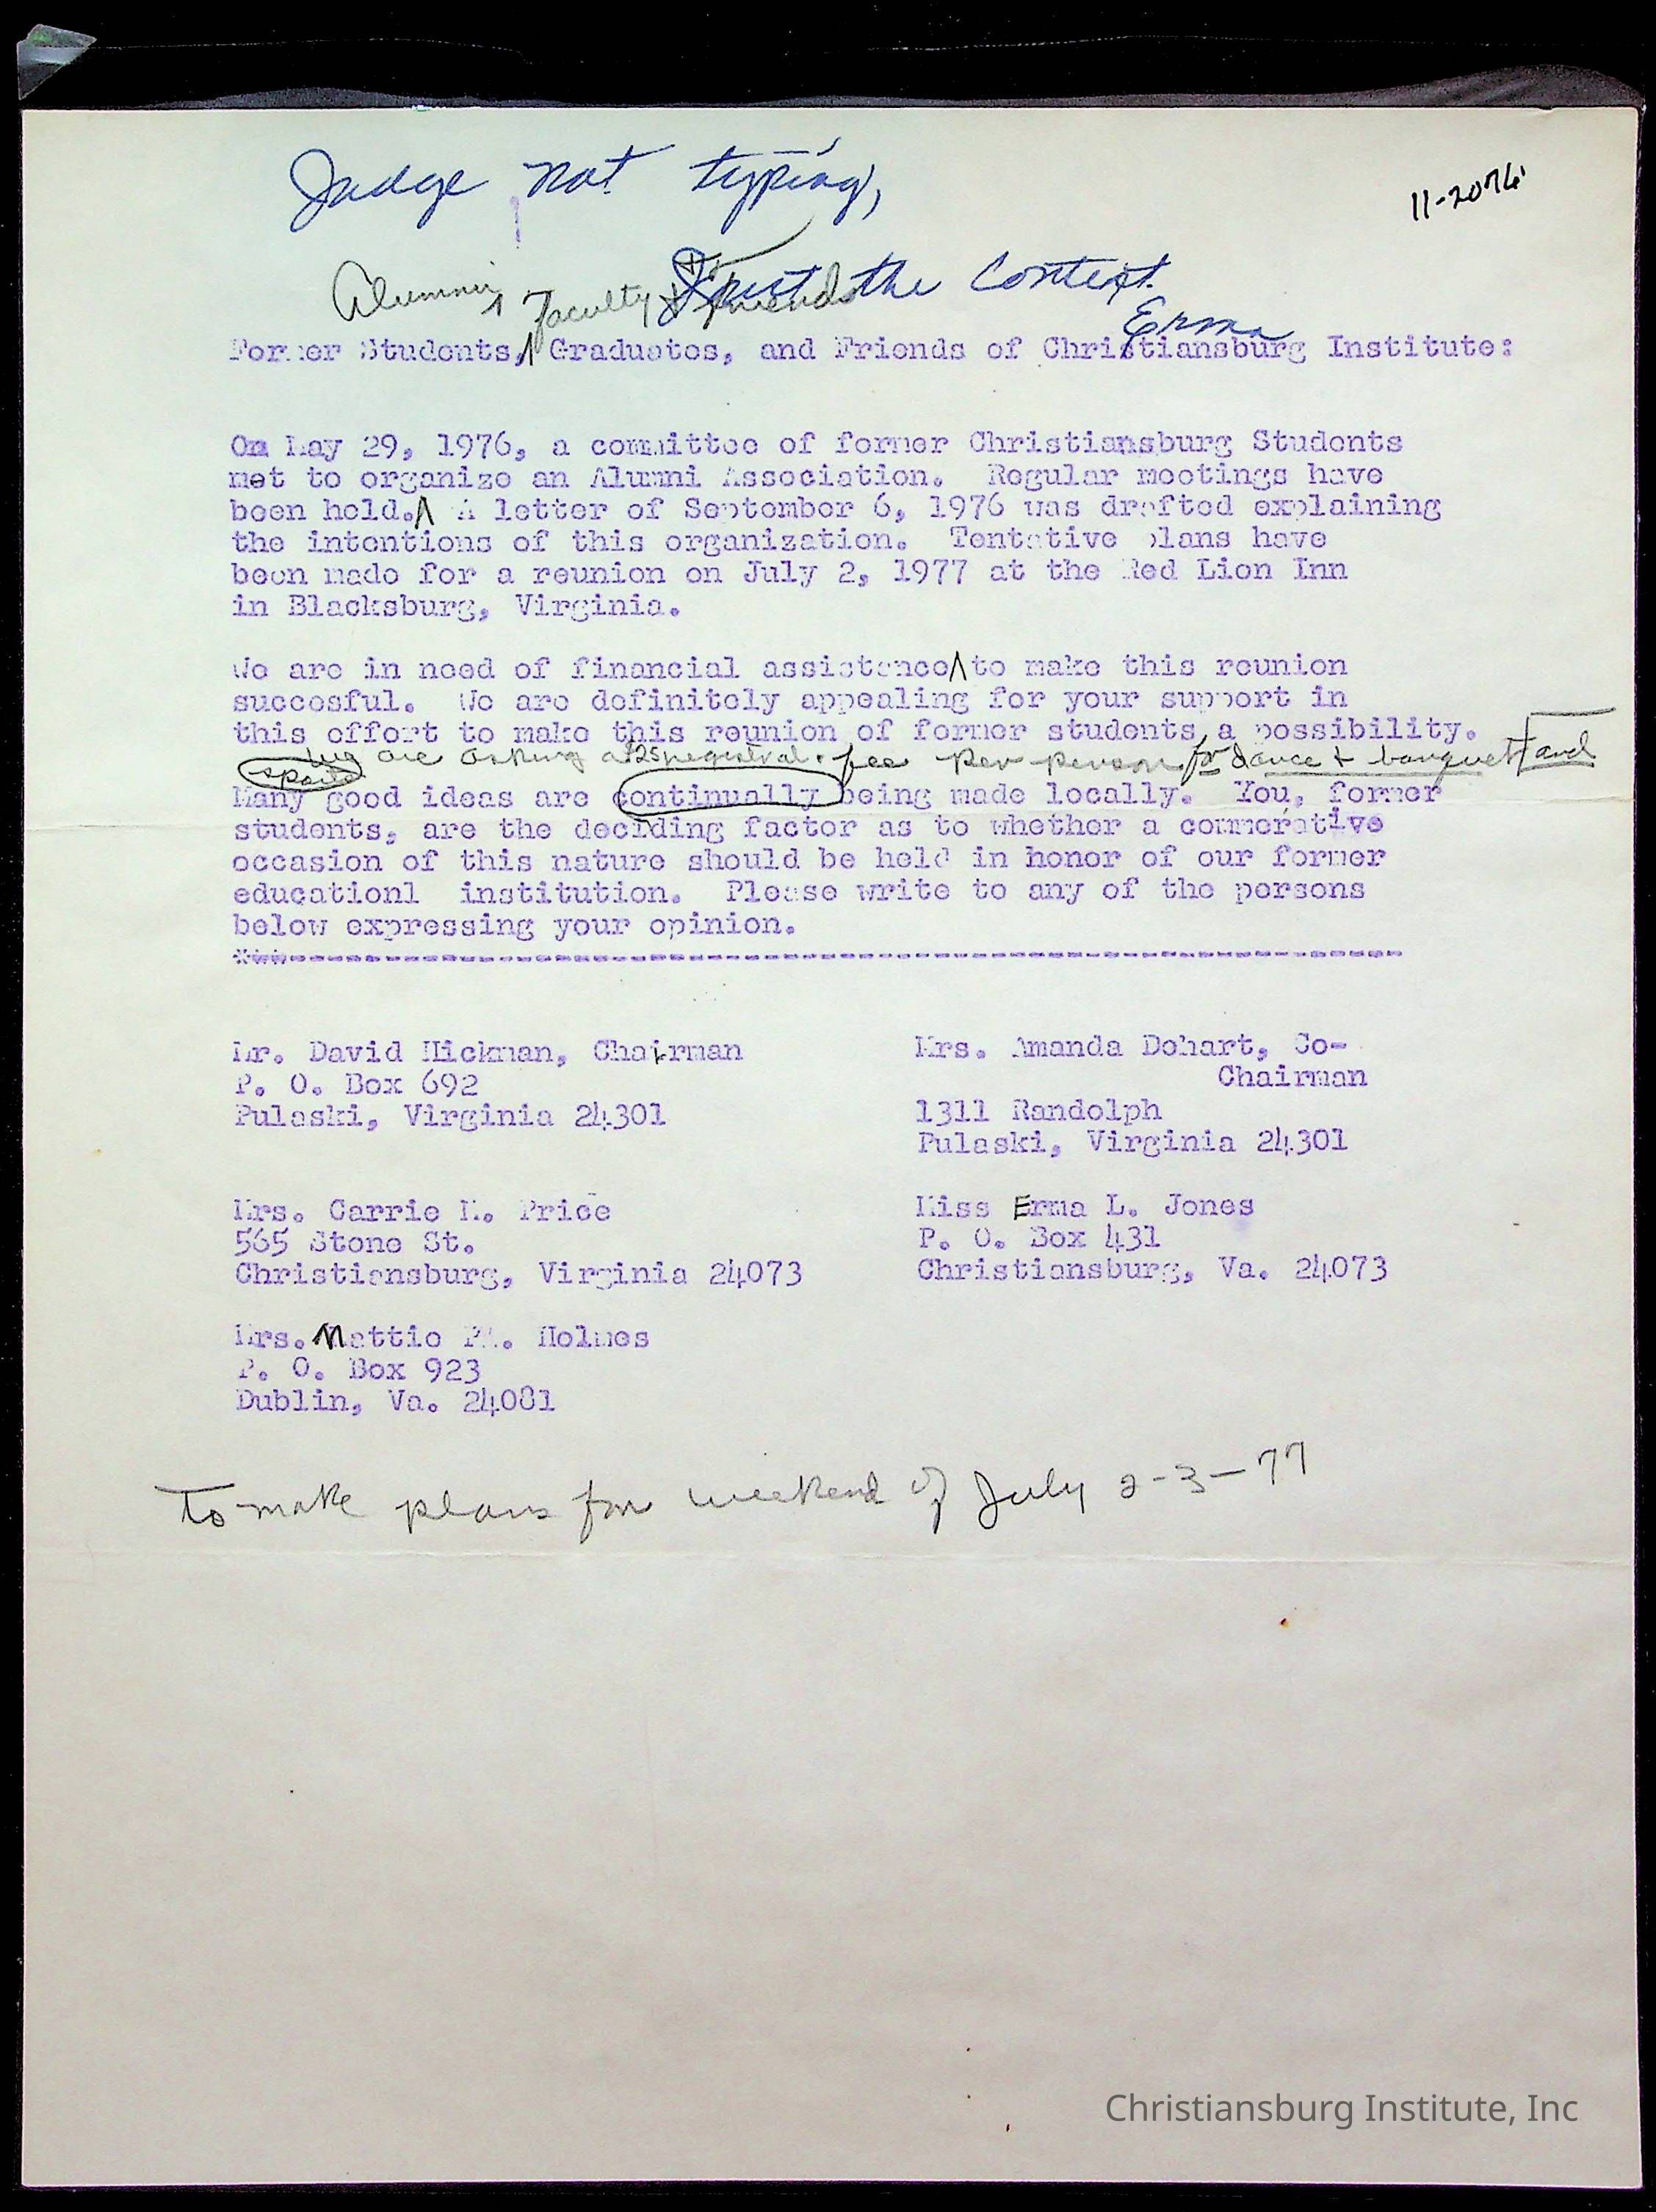 Judge not typing,
11-20-76
Just the Context.
Alumni, Faculty & Friends
Erma
Former Students, Graduates, and Friends of Christiansburg Institute:
On May 29, 1976, a committee of former Christiansburg Students
met to organize an Alumni Association. Regular meetings have
been held. A letter of September 6, 1976 was drafted explaining
the intentions of this organization. Tentative plans have
been made for a reunion on July 2, 1977 at the Red Lion Inn
in Blacksburg, Virginia.
We are in need of financial assistance to make this reunion
succesful. We are definitely appealing for your support in
this effort to make this reunion of former students, a possibility.
We are asking a $25 fee per person for dance & banquet and
sports
Many good ideas are continually being made locally. You, former
students, are the deciding factor as to whether a commerative
occasion of this nature should be held in honor of our former
educationl institution. Please write to any of the persons
below expressing your opinion.
Mr. David Hickman, Chairman
P. O. Box 692
Pulaski, Virginia 24301
Mrs. Amanda Dohart, Co-
Chairman
1311 Randolph
Pulaski, Virginia 24301
Mrs. Carrie M. Price
565 Stone St.
Christiansburg, Virginia 24073
Miss Erma L. Jones
P. O. Box 431
Christiansburg, Va. 24073
Mrs. Mattie Holmes
P. O. Box 923
Dublin, Va. 24081
To make plans for weekend of July 2-3-77
Christiansburg Institute, Inc